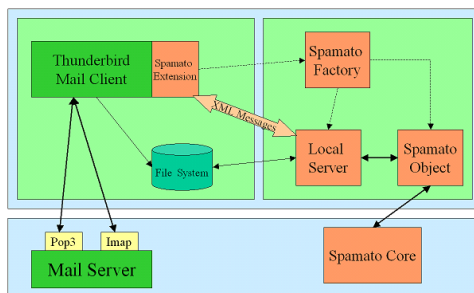 Thunderbird
Mail Client
Spamato
Extension
Spamato
Factory
XML Messages
Local
Server
Spamato
Object
File System
Pop3
Imap
Mail Server
Spamato Core